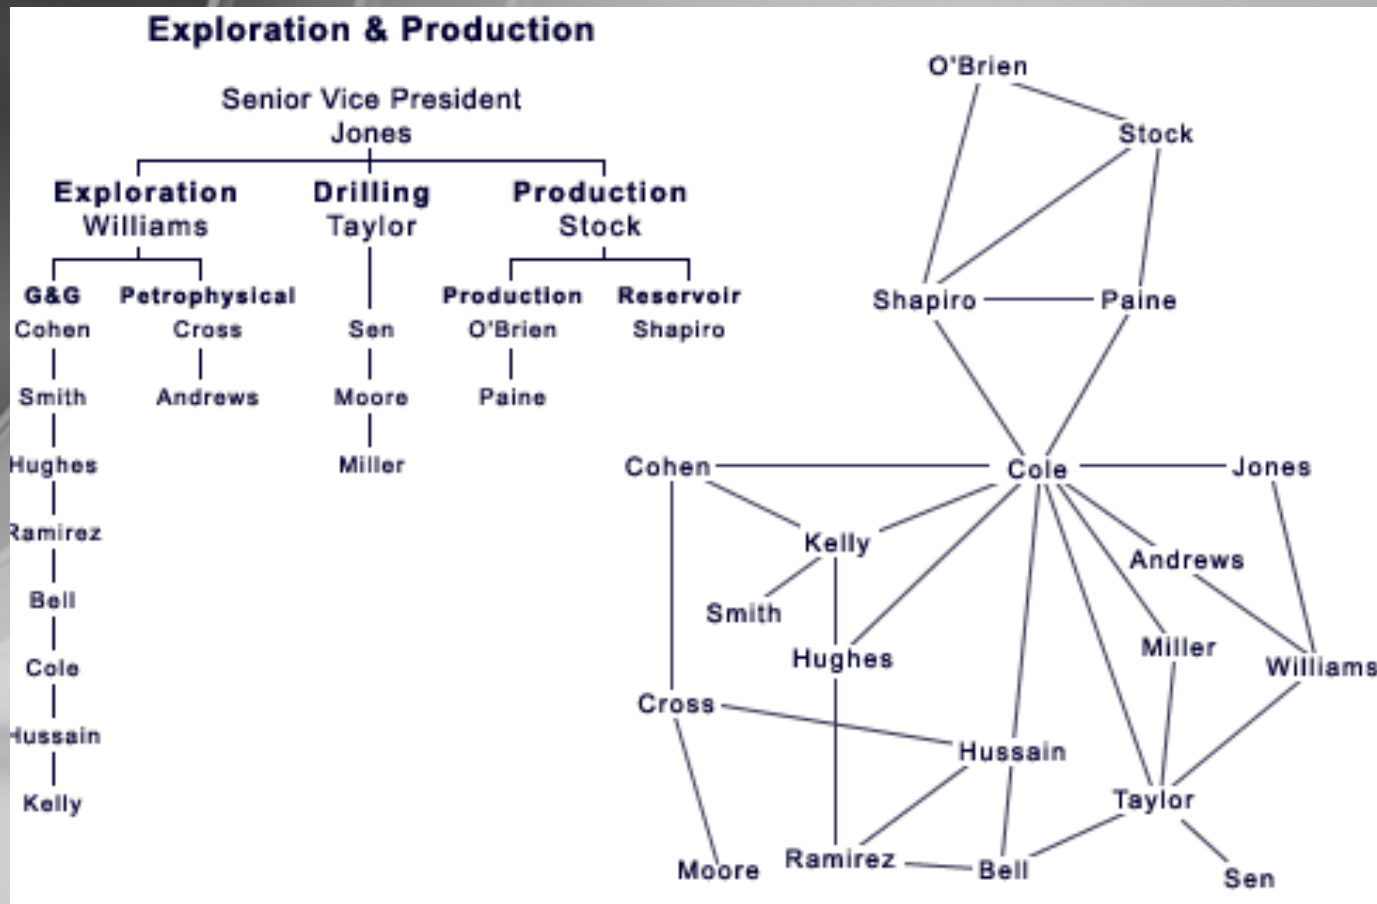 Exploration & Production
Senior Vice President
Jones
Exploration Drilling Production
Williams Taylor Stock
G&G Petrophysical Production Reservoir
Cohen Cross Sen O'Brien Shapiro
Smith Andrews Moore Paine
Hughes Miller
Ramirez
Bell
Cole
Hussain
Kelly
O'Brien
Stock
Shapiro Paine
Cohen Cole Jones
Kelly
Andrews
Smith
Hughes Miller
Williams
Cross
Hussain
Taylor
Moore Ramirez Bell Sen